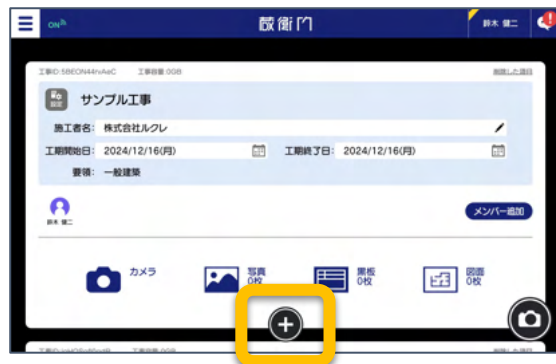 ON
蔵衛門
鈴木 健二
工事ID:5BEON44rvAeC 工事容量:0GB 削除した項目
設定
サンプル工事
施工者名: 株式会社ルクレ
工期開始日: 2024/12/16(月) 工期終了日: 2024/12/16(月)
要領: 一般建築
鈴木 健二
メンバー追加
カメラ 写真 黒板 図面
0枚 0枚 0枚